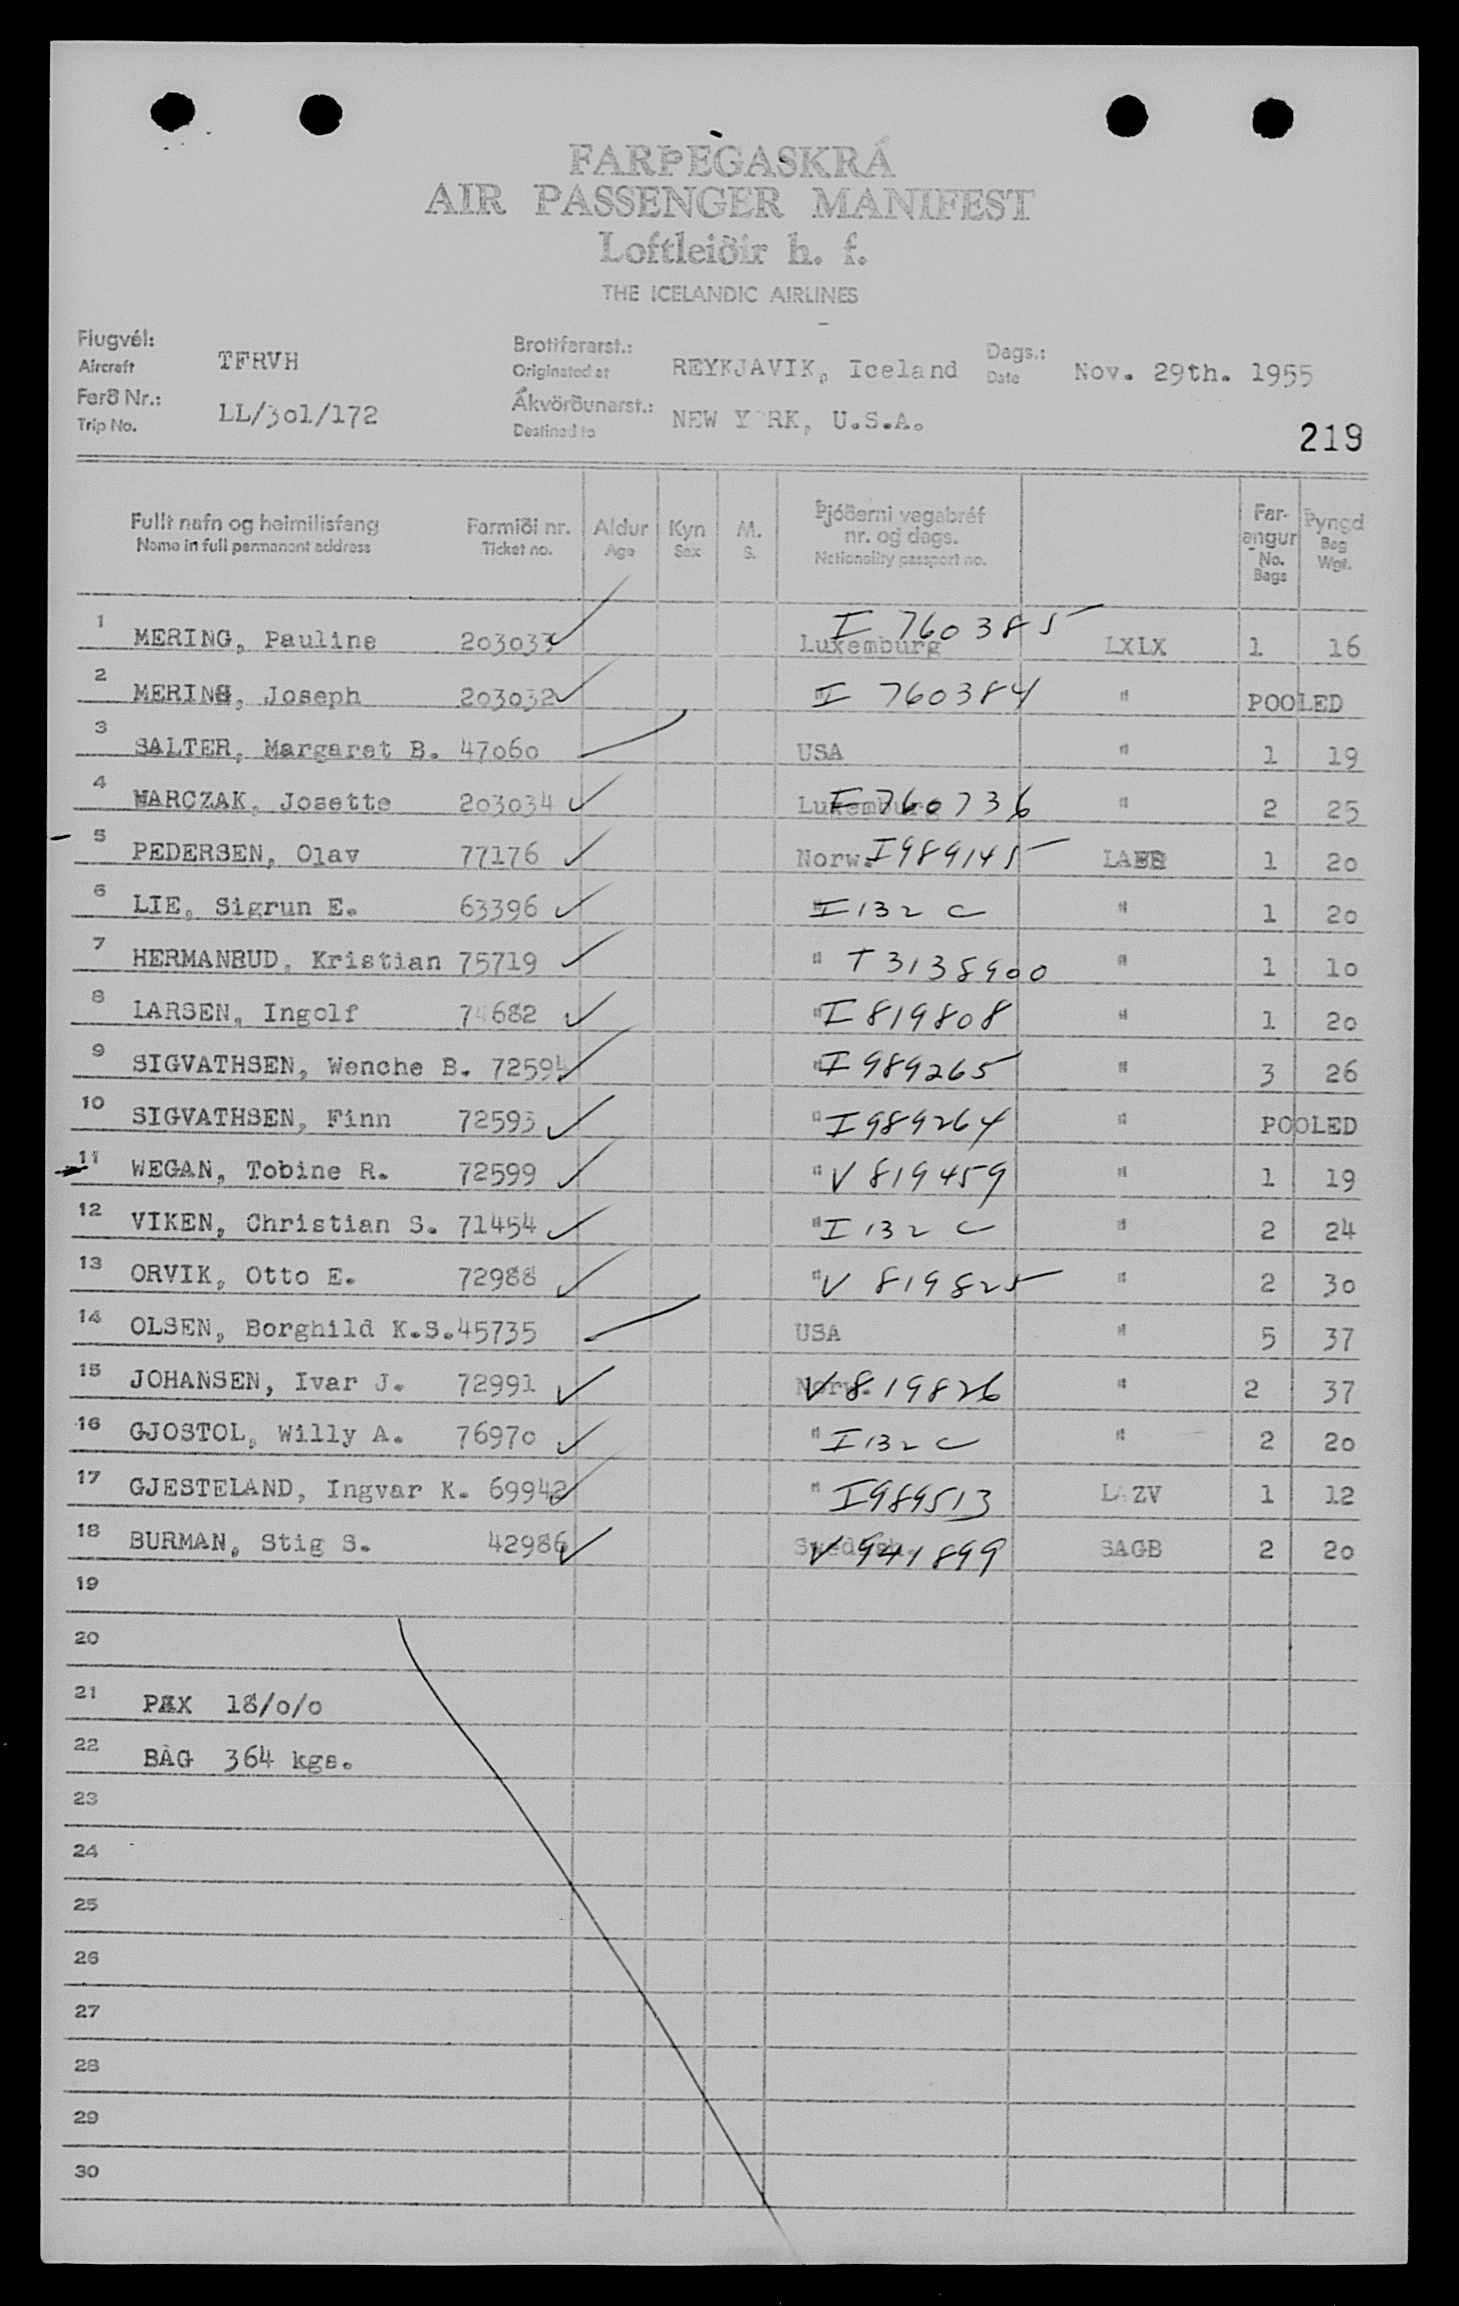 FARÞEGASKRÁ
AIR PASSENGER MANIFEST
Loftleiðir h. f.
THE ICELANDIC AIRLINES
Flugvél: Aircraft TFRVH Brottfararst.: Originated at REYKJAVIK, Iceland Dags.: Date Nov. 29th. 1955
Ferð Nr.: Trip No. LL/301/172 Ákvörðunarst.: Destined to NEW Y RK, U.S.A.
219
Fullt nafn og heimilisfang Farmiði nr. Aldur Kyn M. Þjóðerni vegabréf nr. og dags. Far-angur Þyngd
Name in full permanent address Ticket no. Age Sex S. Nationality passport no. No. Bags Bag Wgt.
1 MERING, Pauline 203033 Luxemburg I 760385 LXLX 1 16
2 MERING, Joseph 203032 " I 760384 " POOLED
3 SALTER, Margaret B. 47060 USA " 1 19
4 WARCZAK, Josette 203034 Luxemburg I 760736 " 2 25
5 PEDERSEN, Olav 77176 Norw. I989145 1 20
6 LIE, Sigrun E. 63396 " I 132 C " 1 20
7 HERMANRUD, Kristian 75719 " T 3138900 " 1 10
8 LARSEN, Ingolf " I 819808 " 1 20
9 SIGVATHSEN, Wenche B. 72594 " I 989265 " 3 26
10 SIGVATHSEN, Finn 72593 " I989264 " POOLED
11 WEGAN, Tobine R. 72599 " V 819459 " 1 19
12 VIKEN, Christian S. 71454 " I 132 C " 2 24
13 ORVIK, Otto E. 72988 " V 819825 " 2 30
14 OLSEN, Borghild K.S. 45735 USA " 5 37
15 JOHANSEN, Ivar J. 72991 Norw. V 819826 " 2 37
16 GJOSTOL, Willy A. 76970 " I 132 C " 2 20
17 GJESTELAND, Ingvar K. 69942 " I989513 1 12
18 BURMAN, Stig S. 42986 Swedish. V 941899 SAGB 2 20
19
20
21 PAX 18/0/0
22 BAG 364 kgs.
23
24
25
26
27
28
29
30